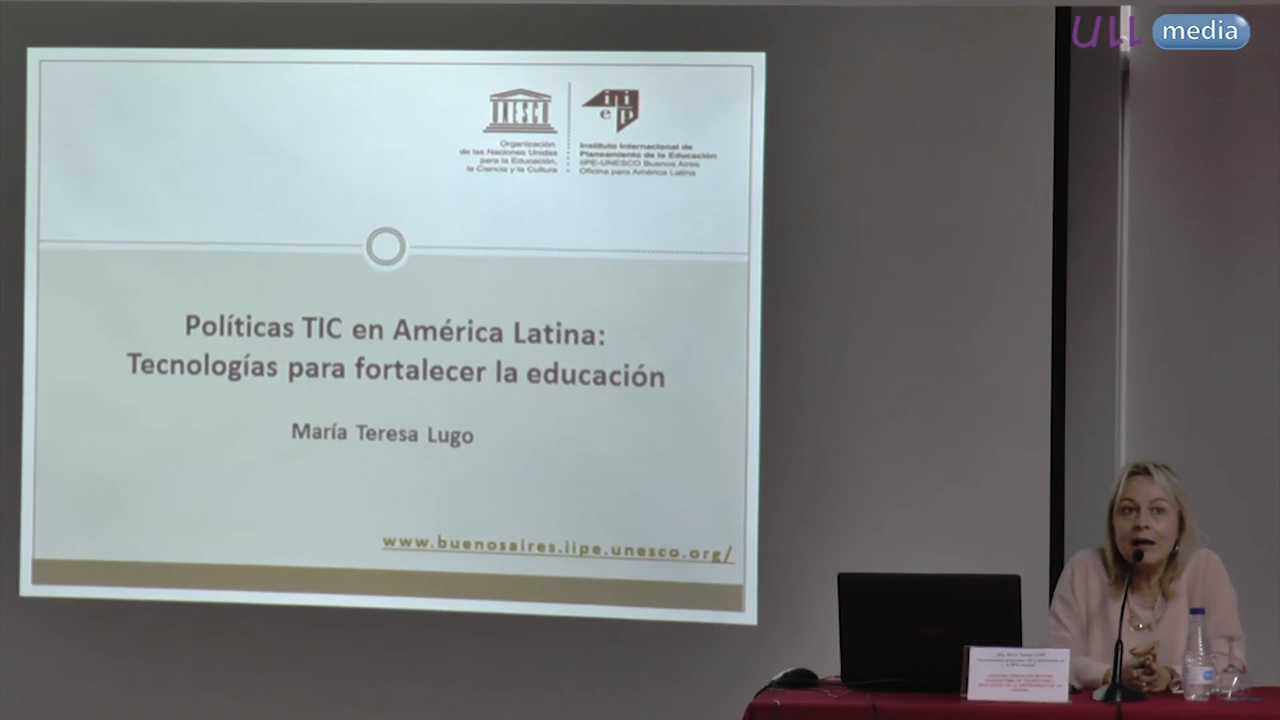 ull media
UNESCO
Organización
de las Naciones Unidas
para la Educación,
la Ciencia y la Cultura
iiep
Instituto Internacional de
Planeamiento de la Educación
IIPE-UNESCO Buenos Aires
Oficina para América Latina
Políticas TIC en América Latina:
Tecnologías para fortalecer la educación
María Teresa Lugo
www.buenosaires.iipe.unesco.org/